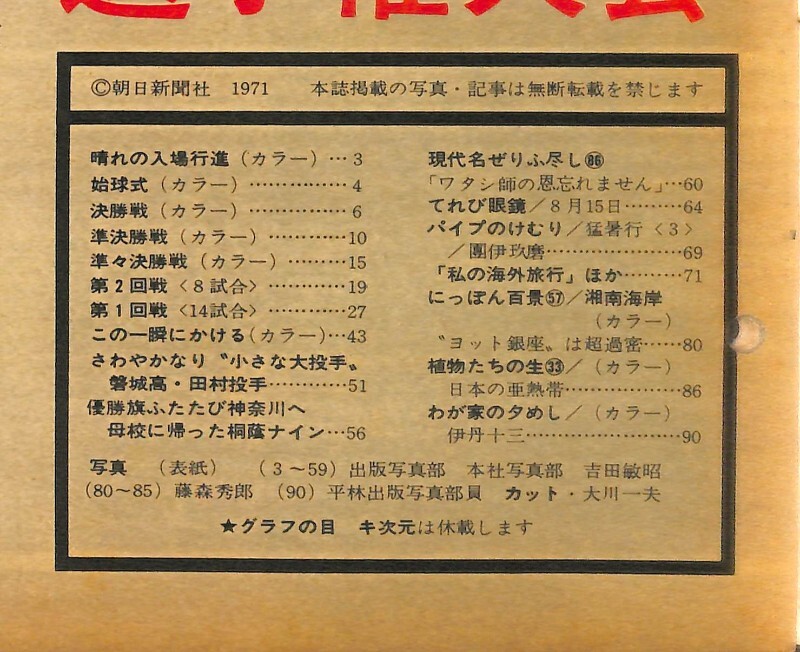 選手権大会
©朝日新聞社 1971 本誌掲載の写真・記事は無断転載を禁じます
晴れの入場行進（カラー）…3
始球式（カラー）……………4
決勝戦（カラー）……………6
準決勝戦（カラー）…………10
準々決勝戦（カラー）………15
第2回戦〈8試合〉…………19
第1回戦〈14試合〉…………27
この一瞬にかける（カラー）…43
さわやかなり〝小さな大投手〟
磐城高・田村投手…………51
優勝旗ふたたび神奈川へ
母校に帰った桐蔭ナイン…56
現代名ぜりふ尽し86
「ワタシ師の恩忘れません」…60
てれび眼鏡／8月15日………64
パイプのけむり／猛暑行〈3〉
／團伊玖磨………………69
「私の海外旅行」ほか………71
にっぽん百景57／湘南海岸
（カラー）
〝ヨット銀座〟は超過密……80
植物たちの生㉝／（カラー）
日本の亜熱帯………………86
わが家の夕めし／（カラー）
伊丹十三……………………90
写真 （表紙） （3～59）出版写真部 本社写真部 吉田敏昭
（80～85）藤森秀郎 （90）平林出版写真部員 カット・大川一夫
★グラフの目 キ次元は休載します